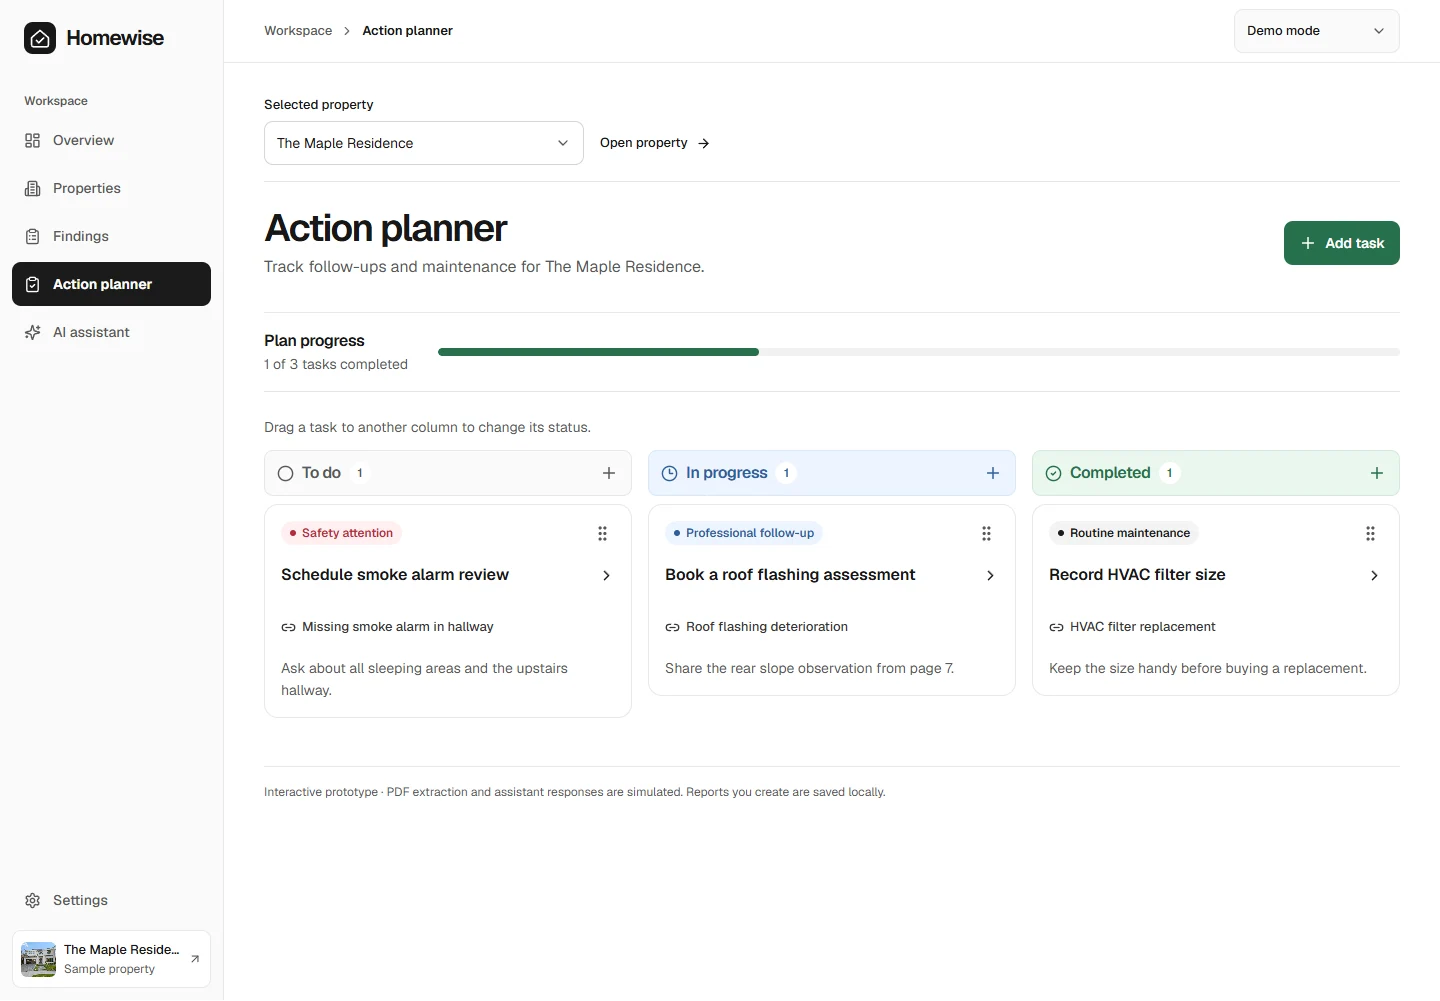 Homewise
Workspace
Overview
Properties
Findings
Action planner
AI assistant
Settings
The Maple Reside...
Sample property
Workspace > Action planner
Demo mode
Selected property
The Maple Residence
Open property →
Action planner
Track follow-ups and maintenance for The Maple Residence.
+ Add task
Plan progress
1 of 3 tasks completed
Drag a task to another column to change its status.
To do 1
Safety attention
Schedule smoke alarm review
Missing smoke alarm in hallway
Ask about all sleeping areas and the upstairs
hallway.
In progress 1
Professional follow-up
Book a roof flashing assessment
Roof flashing deterioration
Share the rear slope observation from page 7.
Completed 1
Routine maintenance
Record HVAC filter size
HVAC filter replacement
Keep the size handy before buying a replacement.
Interactive prototype · PDF extraction and assistant responses are simulated. Reports you create are saved locally.